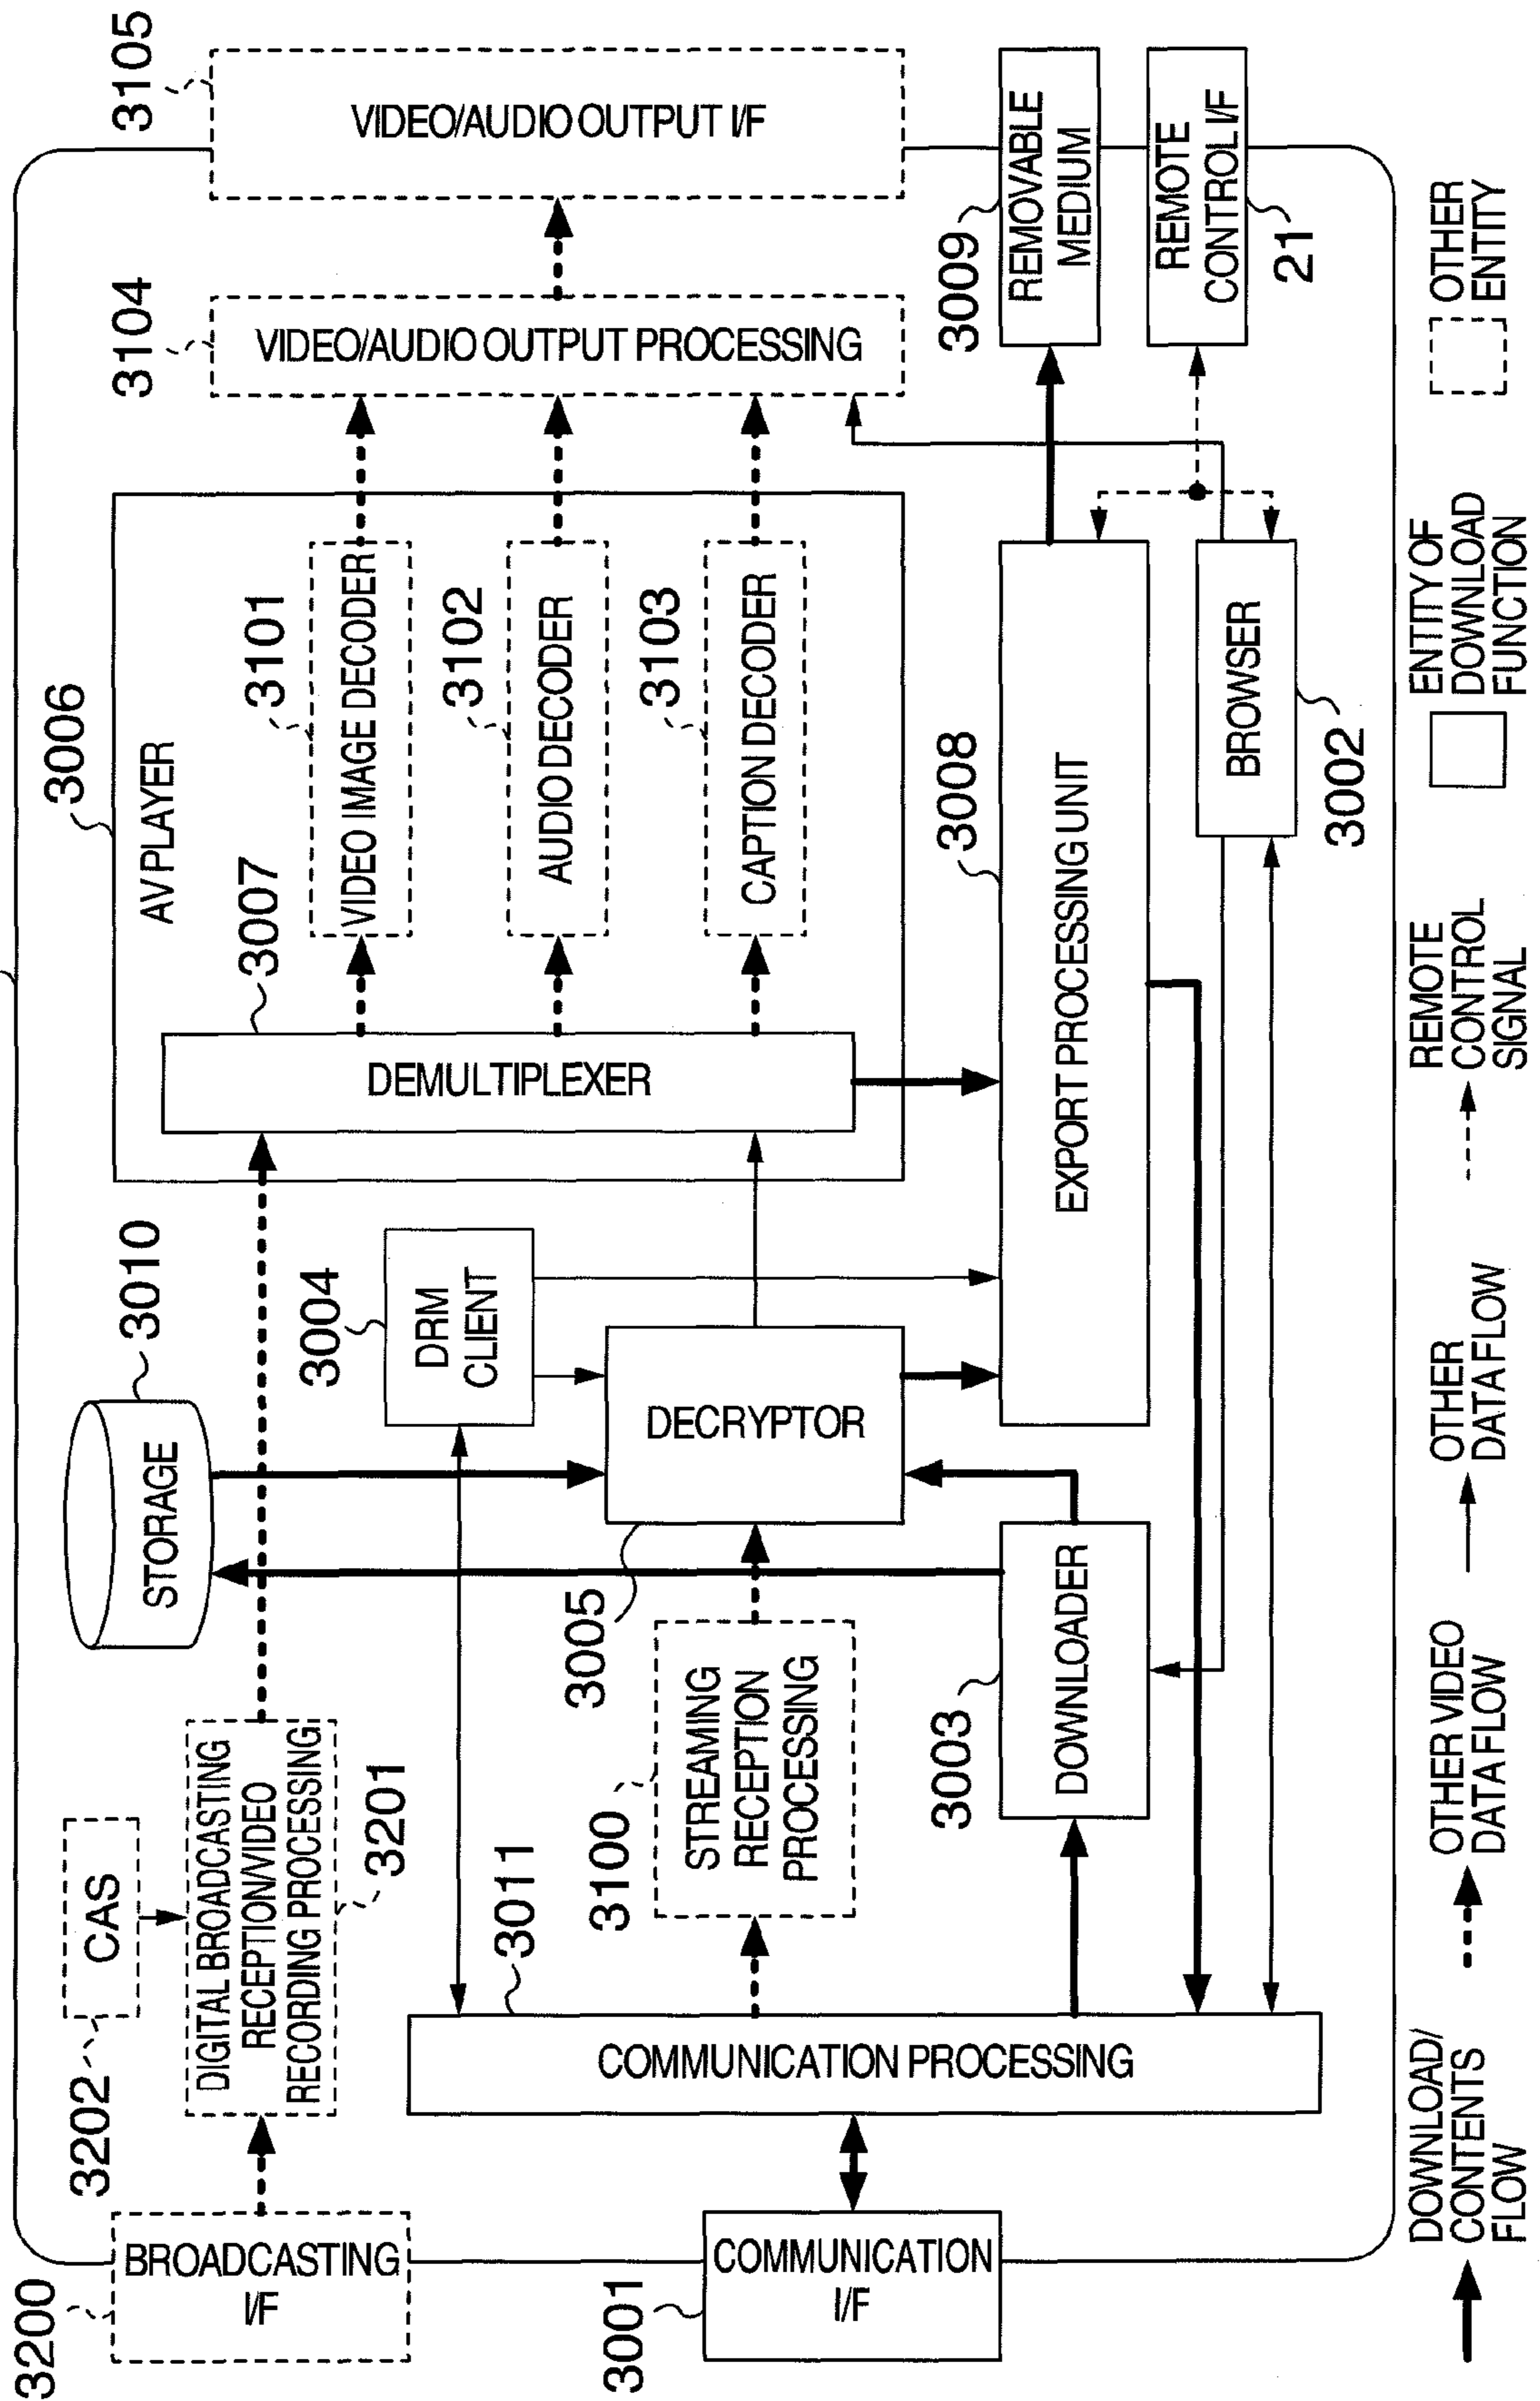 3200
BROADCASTING
I/F
3202
CAS
DIGITAL BROADCASTING
RECEPTION/VIDEO
RECORDING PROCESSING
3201
STORAGE
3010
3006
AV PLAYER
3007
DEMULTIPLEXER
3101
VIDEO IMAGE DECODER
3102
AUDIO DECODER
3103
CAPTION DECODER
3104
VIDEO/AUDIO OUTPUT PROCESSING
3105
VIDEO/AUDIO OUTPUT I/F
3001
COMMUNICATION
I/F
3011
COMMUNICATION PROCESSING
3100
STREAMING
RECEPTION
PROCESSING
3004
DRM
CLIENT
3005
DECRYPTOR
3003
DOWNLOADER
3008
EXPORT PROCESSING UNIT
3009
REMOVABLE
MEDIUM
REMOTE
CONTROL I/F
21
BROWSER
3002
DOWNLOAD/
CONTENTS
FLOW
OTHER VIDEO
DATA FLOW
OTHER
DATA FLOW
REMOTE
CONTROL
SIGNAL
ENTITY OF
DOWNLOAD
FUNCTION
OTHER
ENTITY